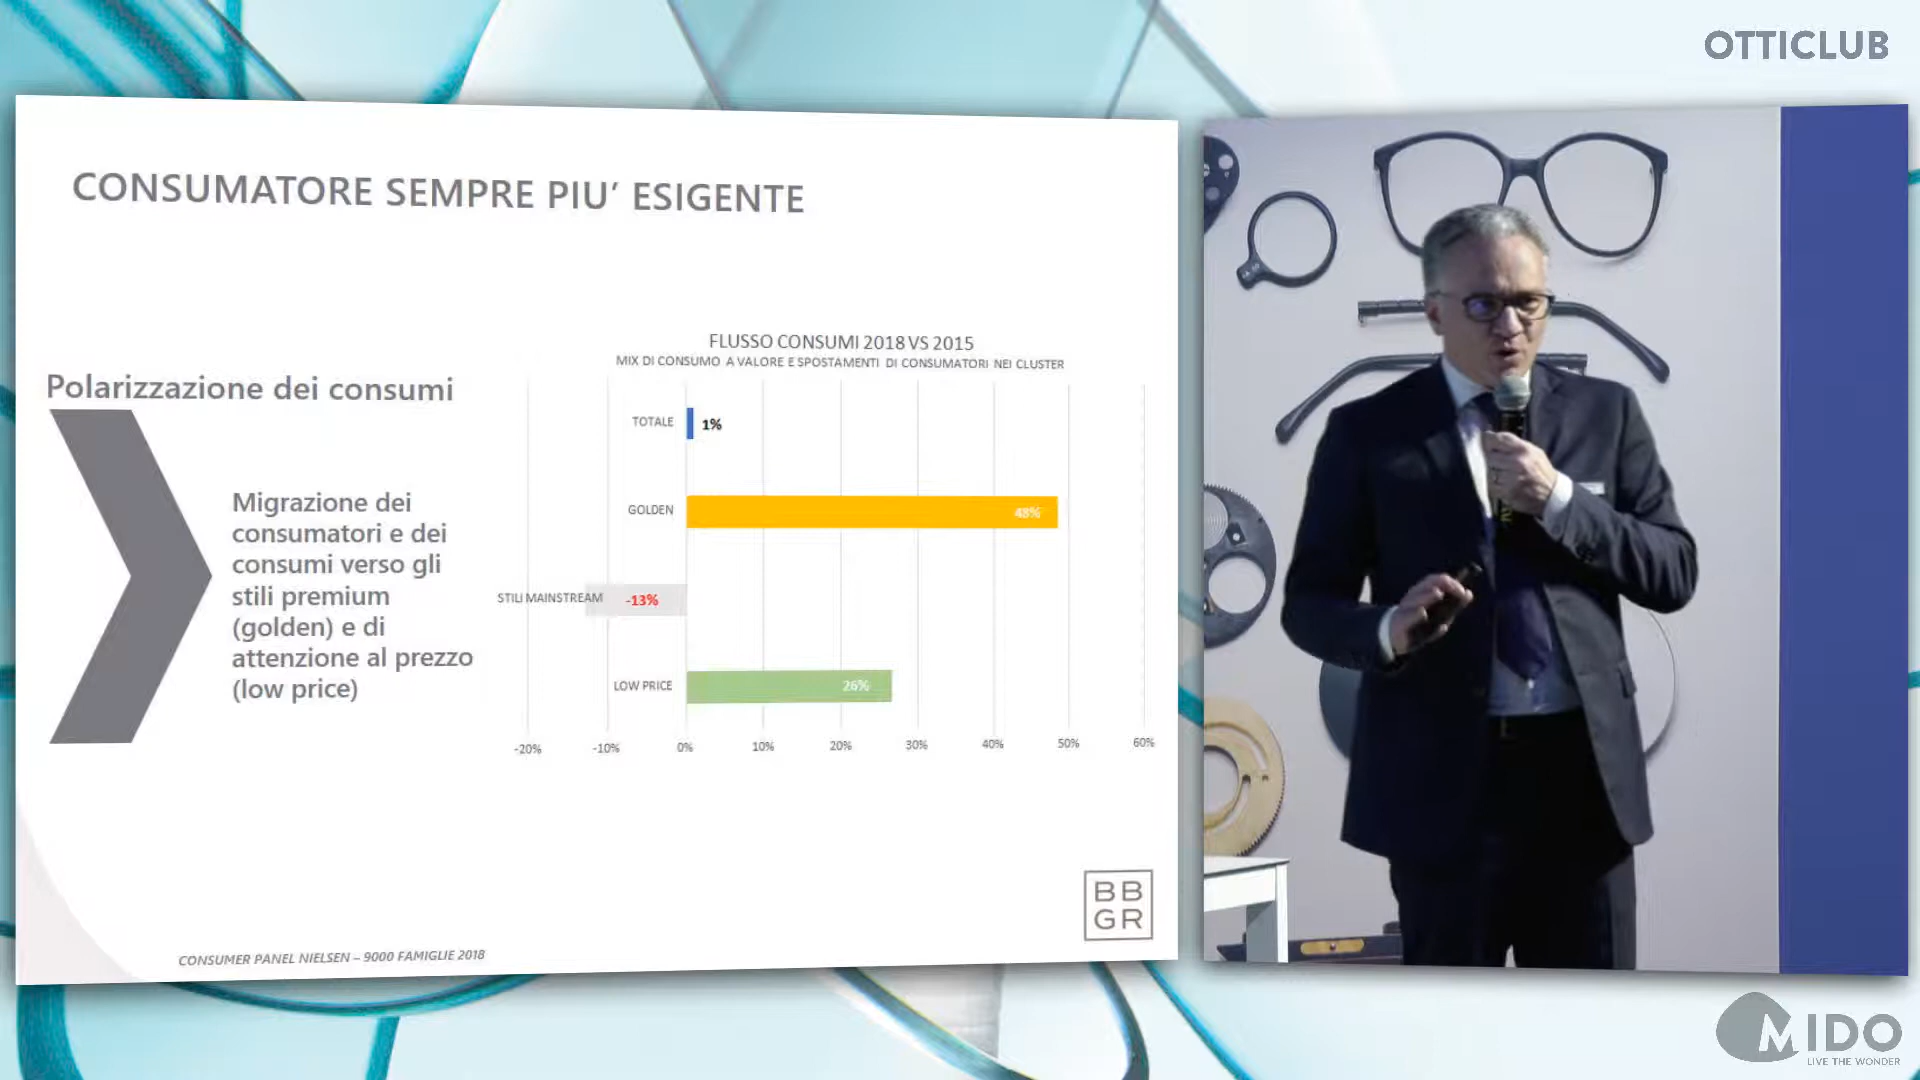 OTTICLUB
CONSUMATORE SEMPRE PIU' ESIGENTE
Polarizzazione dei consumi
Migrazione dei
consumatori e dei
consumi verso gli
stili premium
(golden) e di
attenzione al prezzo
(low price)
FLUSSO CONSUMI 2018 VS 2015
MIX DI CONSUMO A VALORE E SPOSTAMENTI DI CONSUMATORI NEI CLUSTER
TOTALE 1%
GOLDEN 48%
STILI MAINSTREAM -13%
LOW PRICE 26%
-20% -10% 0% 10% 20% 30% 40% 50% 60%
BB
GR
CONSUMER PANEL NIELSEN – 9000 FAMIGLIE 2018
MIDO
LIVE THE WONDER